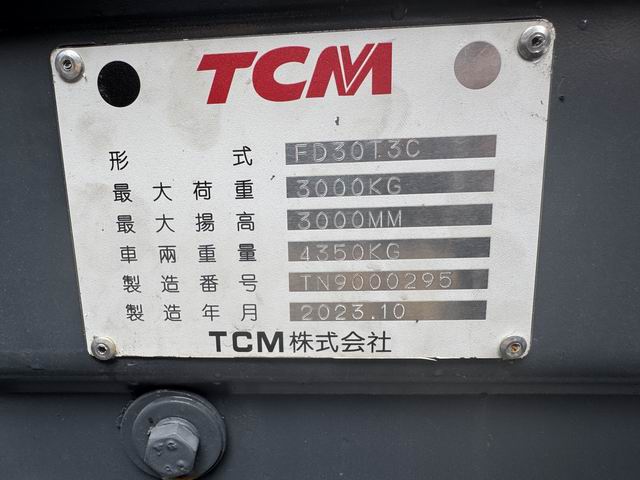 TCM
形式 FD30T3C
最大荷重 3000KG
最大揚高 3000MM
車兩重量 4350KG
製造番号 TN9000295
製造年月 2023.10
TCM株式会社